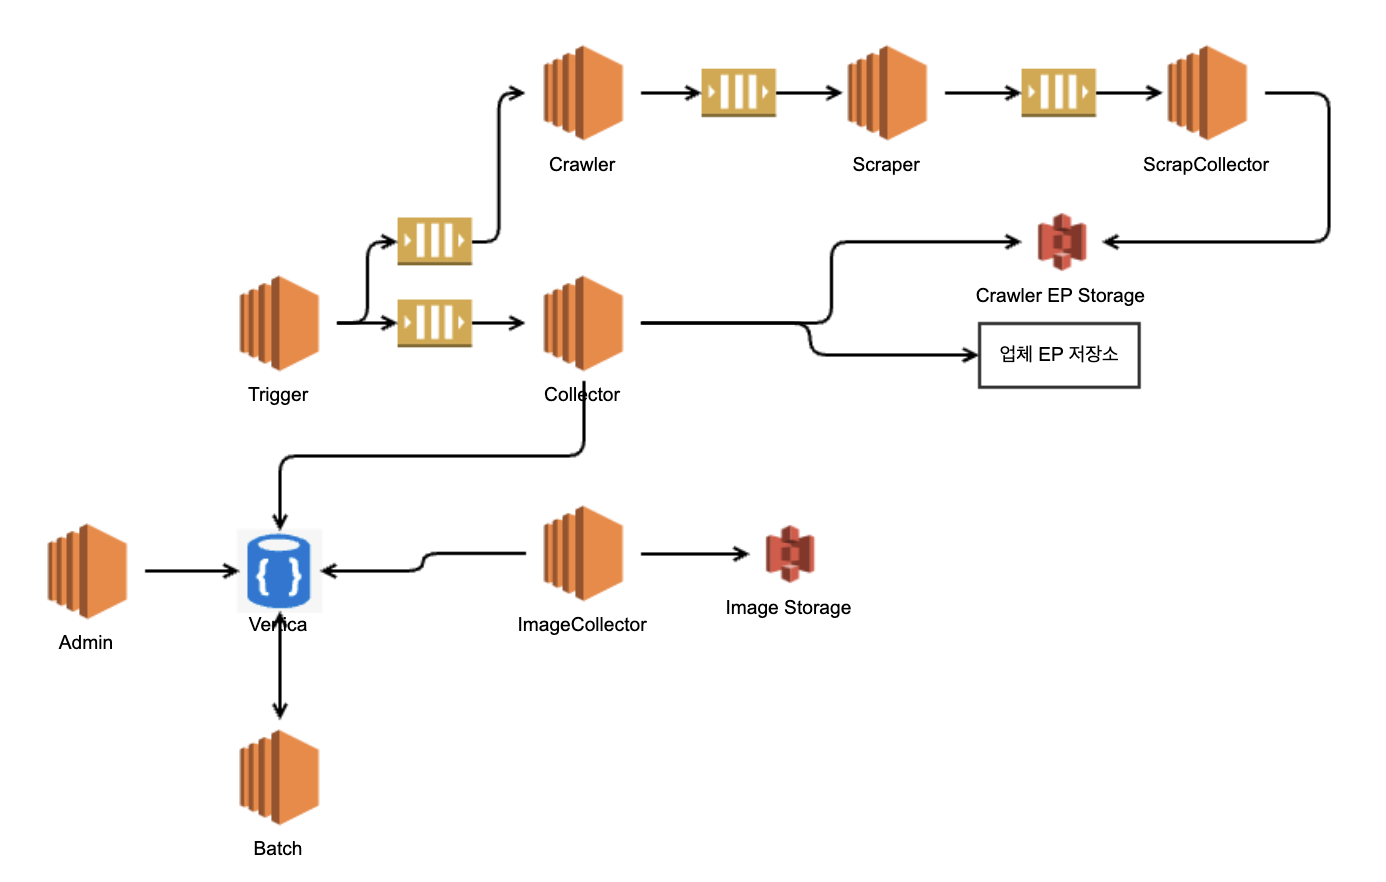 Crawler
Scraper
ScrapCollector
Crawler EP Storage
업체 EP 저장소
Trigger
Collector
Admin
Vertica
ImageCollector
Image Storage
Batch